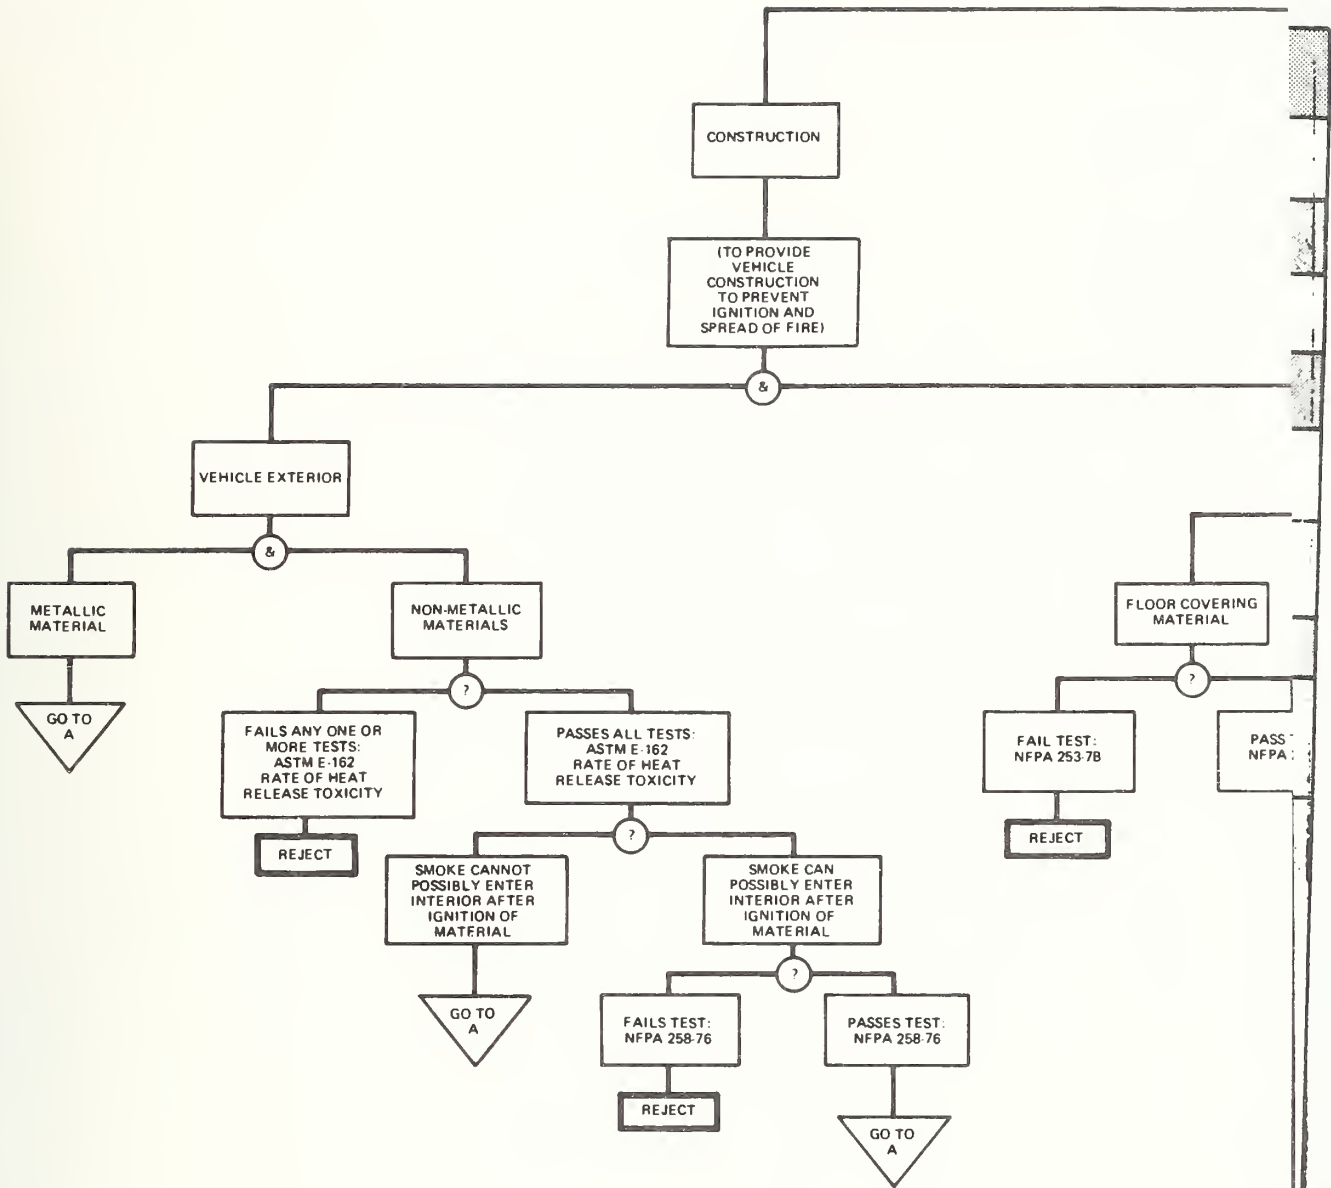 CONSTRUCTION
(TO PROVIDE
VEHICLE
CONSTRUCTION
TO PREVENT
IGNITION AND
SPREAD OF FIRE)
&
VEHICLE EXTERIOR
&
METALLIC
MATERIAL
GO TO
A
NON-METALLIC
MATERIALS
?
FAILS ANY ONE OR
MORE TESTS:
ASTM E-162
RATE OF HEAT
RELEASE TOXICITY
REJECT
PASSES ALL TESTS:
ASTM E-162
RATE OF HEAT
RELEASE TOXICITY
?
SMOKE CANNOT
POSSIBLY ENTER
INTERIOR AFTER
IGNITION OF
MATERIAL
GO TO
A
SMOKE CAN
POSSIBLY ENTER
INTERIOR AFTER
IGNITION OF
MATERIAL
?
FAILS TEST:
NFPA 258-76
REJECT
PASSES TEST:
NFPA 258-76
GO TO
A
FLOOR COVERING
MATERIAL
?
FAIL TEST:
NFPA 253-78
REJECT
PASS
NFPA